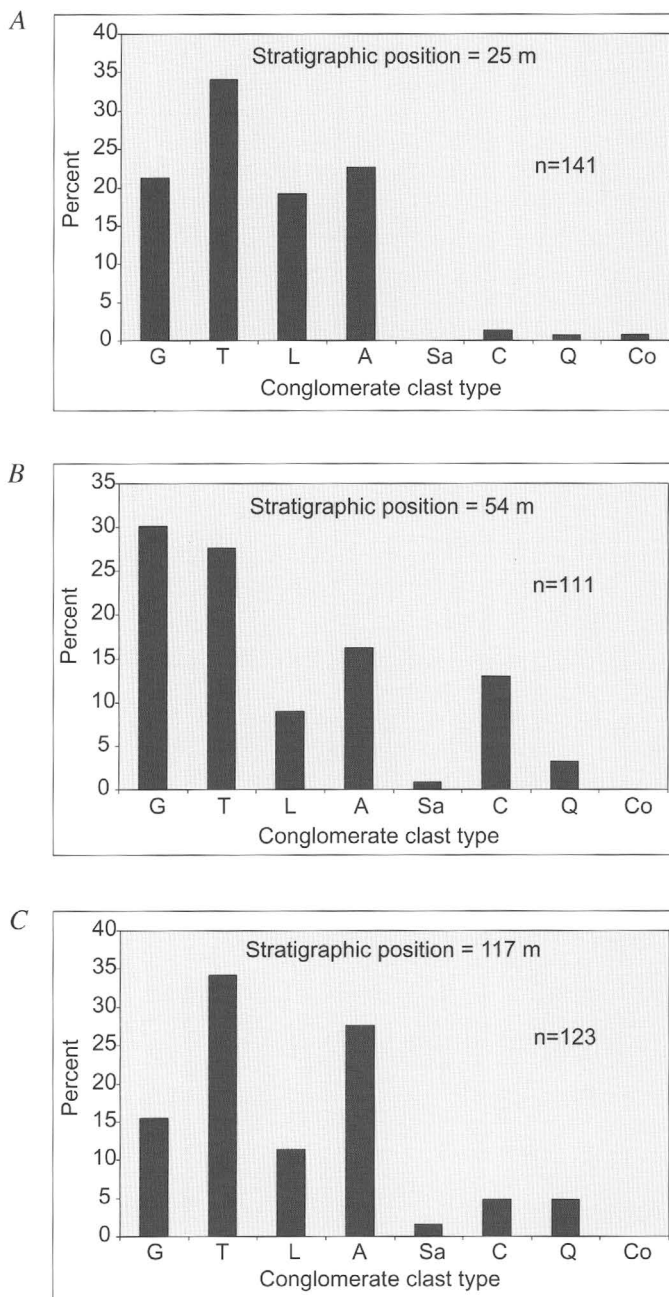 A
Stratigraphic position = 25 m
n=141
Percent
40
35
30
25
20
15
10
5
0
G T L A Sa C Q Co
Conglomerate clast type
B
Stratigraphic position = 54 m
n=111
Percent
35
30
25
20
15
10
5
0
G T L A Sa C Q Co
Conglomerate clast type
C
Stratigraphic position = 117 m
n=123
Percent
40
35
30
25
20
15
10
5
0
G T L A Sa C Q Co
Conglomerate clast type